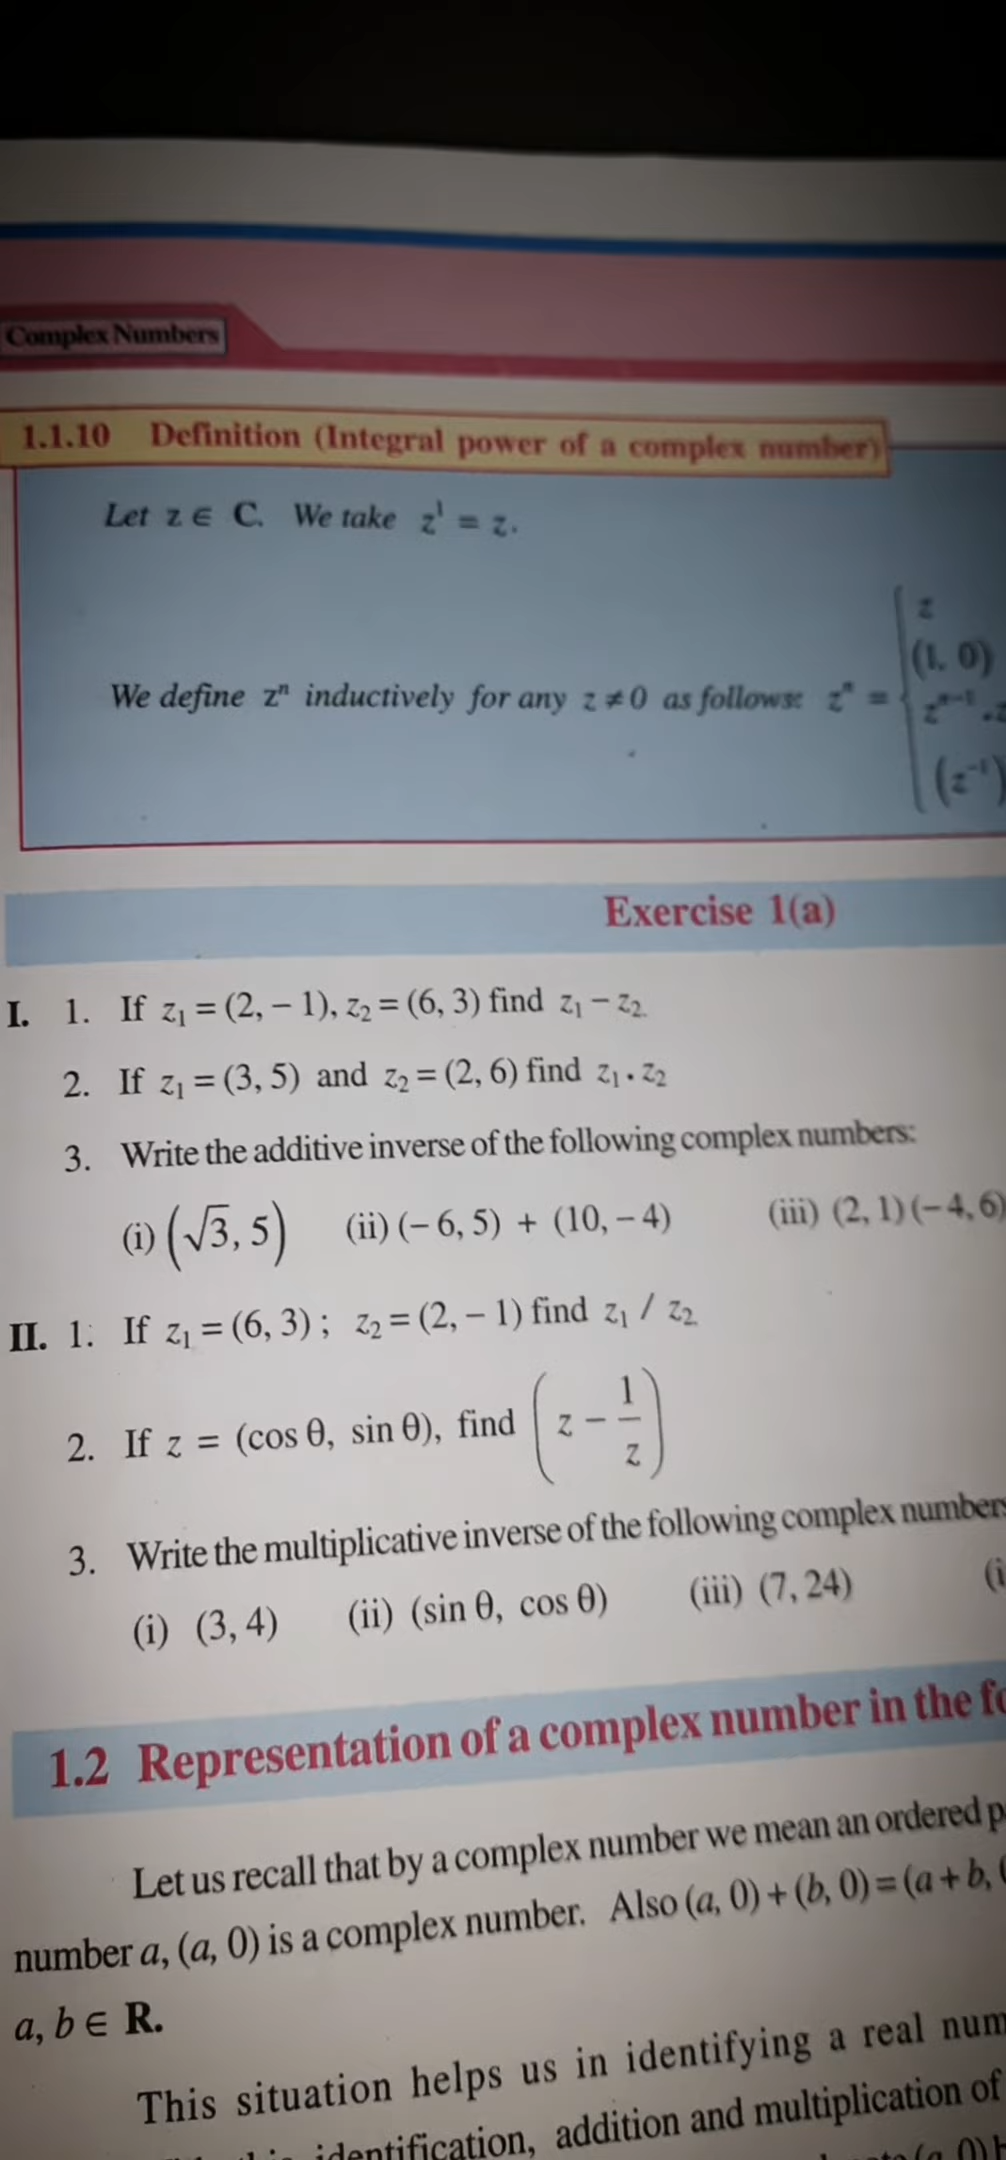 Complex Numbers
1.1.10 Definition (Integral power of a complex number)
Let z ∈ C. We take z¹ = z.
We define zⁿ inductively for any z ≠ 0 as follows: zⁿ =
z
(1, 0)
zⁿ⁻¹ . z
(z⁻¹)
Exercise 1(a)
I. 1. If z₁ = (2, – 1), z₂ = (6, 3) find z₁ – z₂.
2. If z₁ = (3, 5) and z₂ = (2, 6) find z₁ . z₂
3. Write the additive inverse of the following complex numbers:
(i) (√3, 5) (ii) (– 6, 5) + (10, – 4) (iii) (2, 1) (– 4, 6)
II. 1. If z₁ = (6, 3) ; z₂ = (2, – 1) find z₁ / z₂.
2. If z = (cos θ, sin θ), find (z – 1/z)
3. Write the multiplicative inverse of the following complex numbers
(i) (3, 4) (ii) (sin θ, cos θ) (iii) (7, 24) (i
1.2 Representation of a complex number in the fo
Let us recall that by a complex number we mean an ordered p
number a, (a, 0) is a complex number. Also (a, 0) + (b, 0) = (a + b,
a, b ∈ R.
This situation helps us in identifying a real num
identification, addition and multiplication of